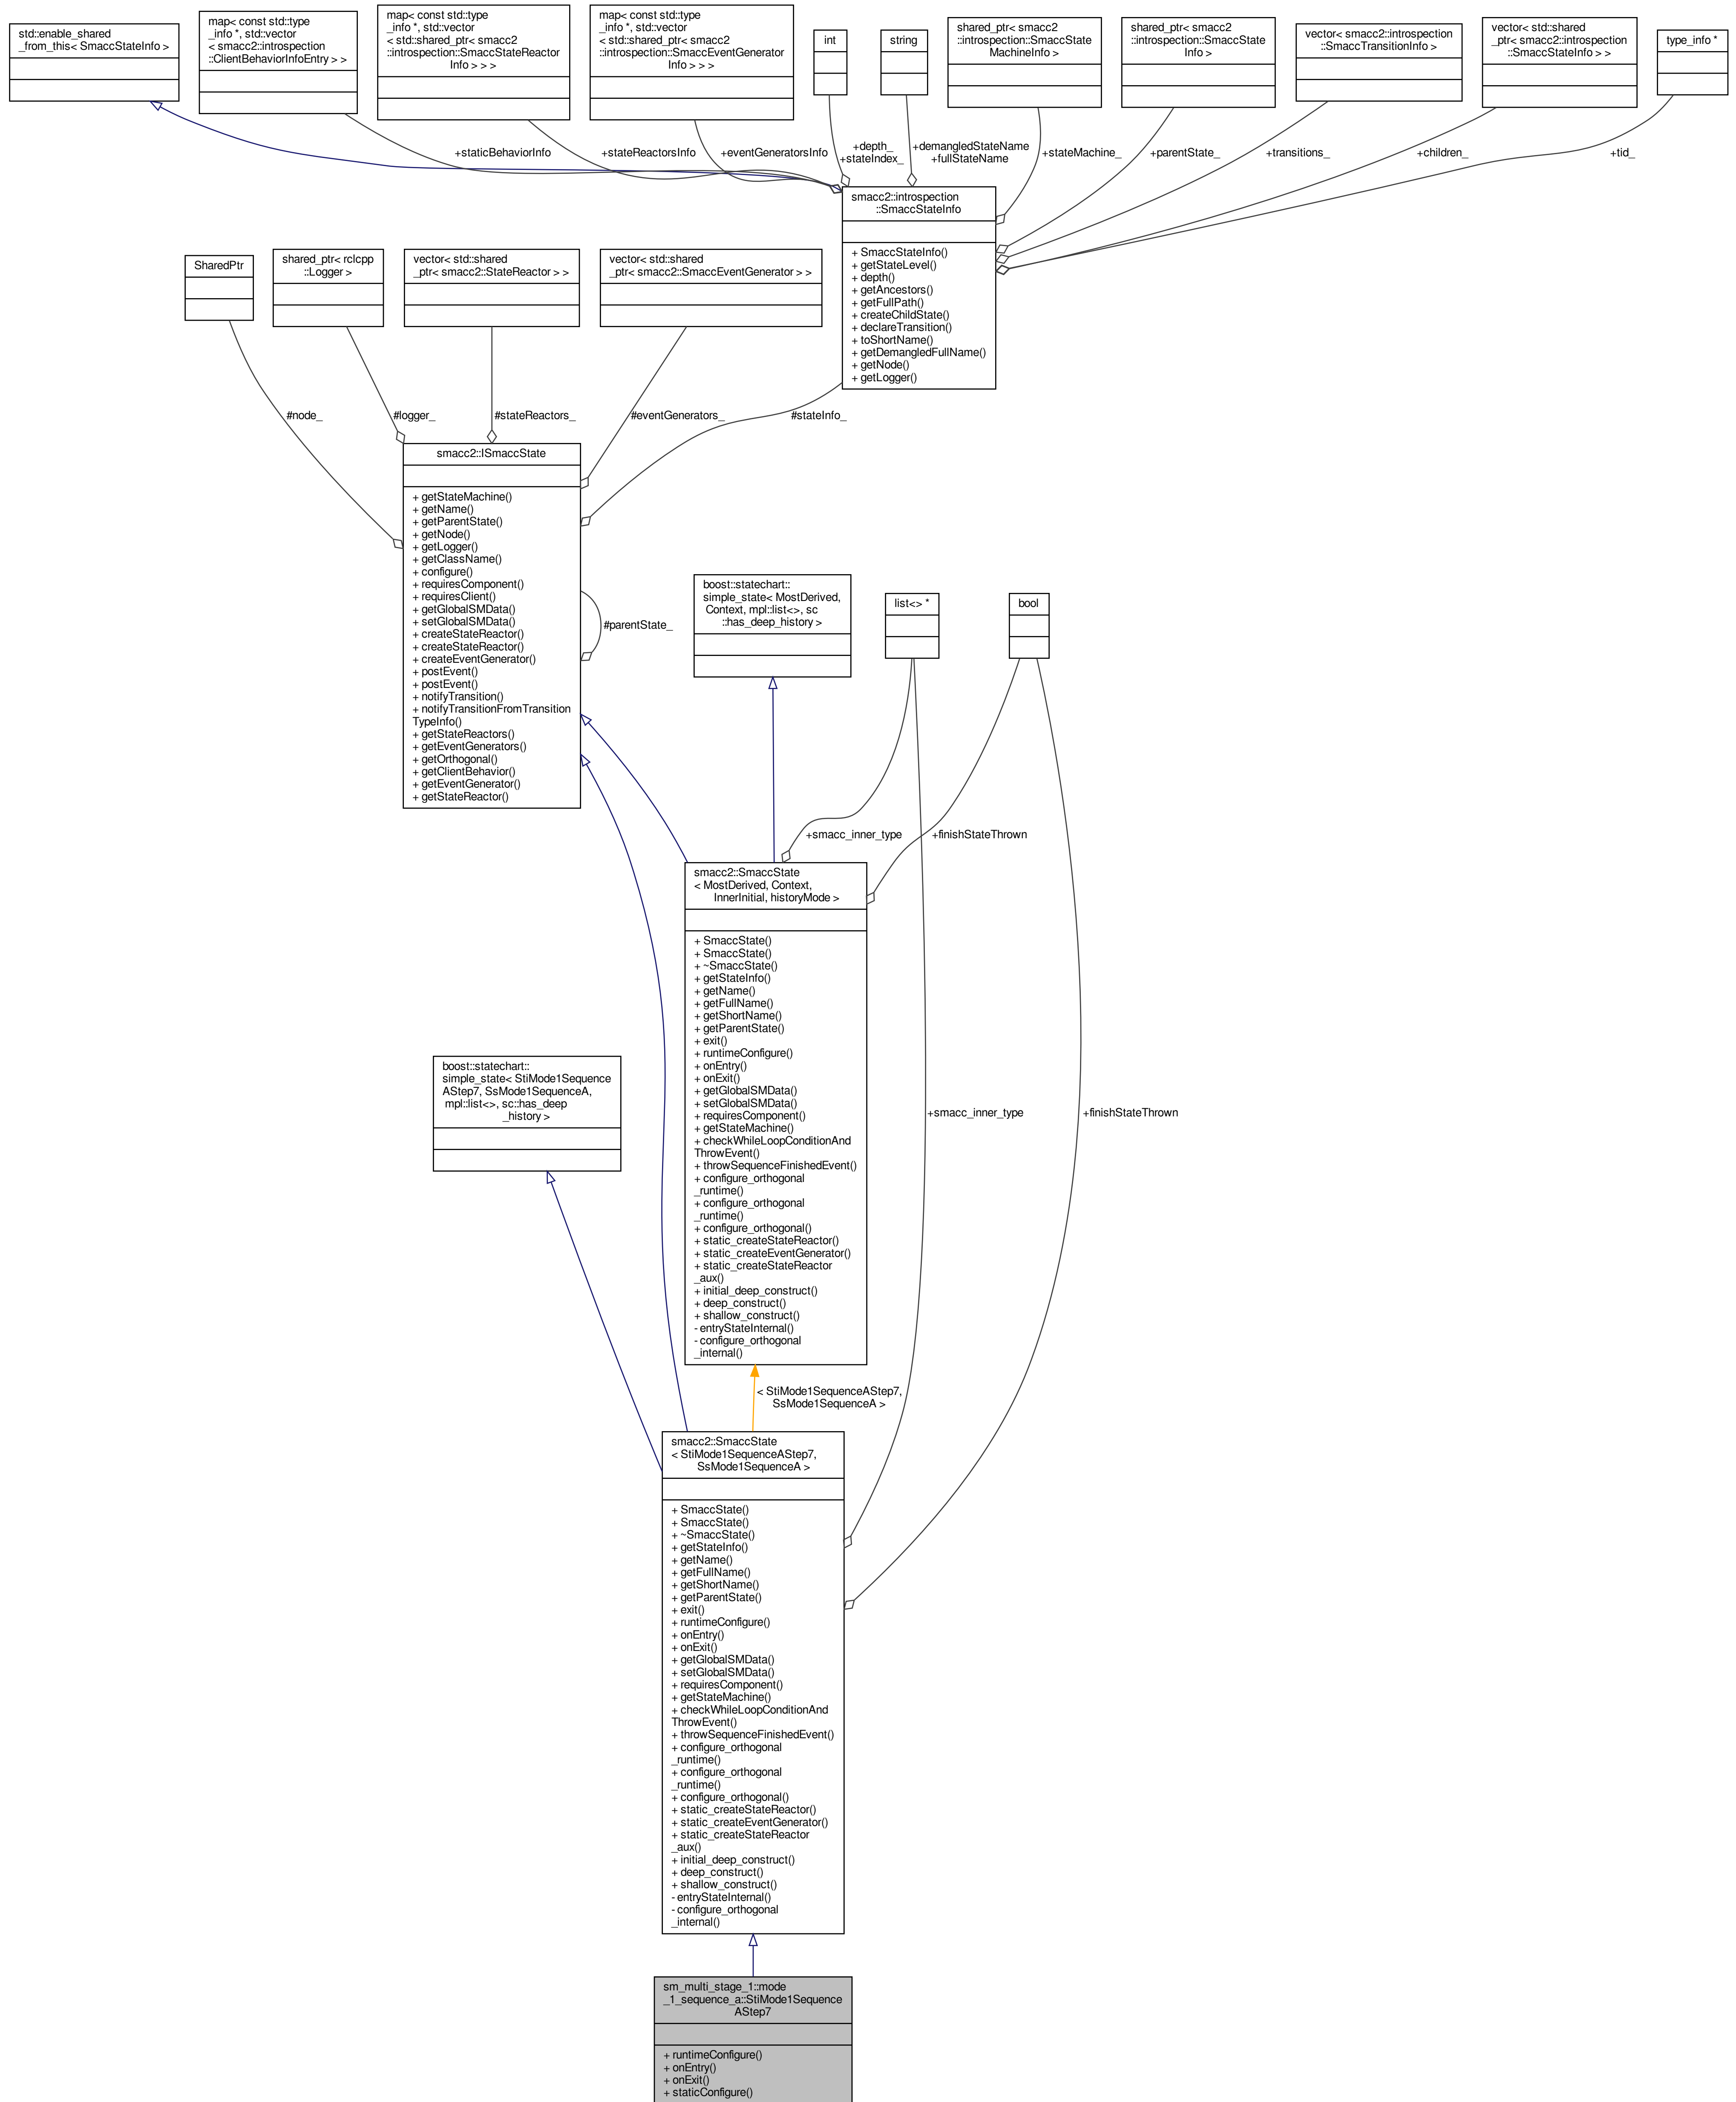 std::enable_shared
_from_this< SmaccStateInfo >
map< const std::type
_info *, std::vector
< smacc2::introspection
::ClientBehaviorInfoEntry > >
map< const std::type
_info *, std::vector
< std::shared_ptr< smacc2
::introspection::SmaccStateReactor
Info > > >
map< const std::type
_info *, std::vector
< std::shared_ptr< smacc2
::introspection::SmaccEventGenerator
Info > > >
int
string
shared_ptr< smacc2
::introspection::SmaccState
MachineInfo >
shared_ptr< smacc2
::introspection::SmaccState
Info >
vector< smacc2::introspection
::SmaccTransitionInfo >
vector< std::shared
_ptr< smacc2::introspection
::SmaccStateInfo > >
type_info *
+staticBehaviorInfo
+stateReactorsInfo
+eventGeneratorsInfo
+depth_
+stateIndex_
+demangledStateName
+fullStateName
+stateMachine_
+parentState_
+transitions_
+children_
+tid_
smacc2::introspection
::SmaccStateInfo
+ SmaccStateInfo()
+ getStateLevel()
+ depth()
+ getAncestors()
+ getFullPath()
+ createChildState()
+ declareTransition()
+ toShortName()
+ getDemangledFullName()
+ getNode()
+ getLogger()
SharedPtr
shared_ptr< rclcpp
::Logger >
vector< std::shared
_ptr< smacc2::StateReactor > >
vector< std::shared
_ptr< smacc2::SmaccEventGenerator > >
#node_
#logger_
#stateReactors_
#eventGenerators_
#stateInfo_
smacc2::ISmaccState
+ getStateMachine()
+ getName()
+ getParentState()
+ getNode()
+ getLogger()
+ getClassName()
+ configure()
+ requiresComponent()
+ requiresClient()
+ getGlobalSMData()
+ setGlobalSMData()
+ createStateReactor()
+ createStateReactor()
+ createEventGenerator()
+ postEvent()
+ postEvent()
+ notifyTransition()
+ notifyTransitionFromTransition
TypeInfo()
+ getStateReactors()
+ getEventGenerators()
+ getOrthogonal()
+ getClientBehavior()
+ getEventGenerator()
+ getStateReactor()
#parentState_
boost::statechart::
simple_state< MostDerived,
Context, mpl::list<>, sc
::has_deep_history >
list<> *
bool
+smacc_inner_type
+finishStateThrown
smacc2::SmaccState
< MostDerived, Context,
InnerInitial, historyMode >
+ SmaccState()
+ SmaccState()
+ ~SmaccState()
+ getStateInfo()
+ getName()
+ getFullName()
+ getShortName()
+ getParentState()
+ exit()
+ runtimeConfigure()
+ onEntry()
+ onExit()
+ getGlobalSMData()
+ setGlobalSMData()
+ requiresComponent()
+ getStateMachine()
+ checkWhileLoopConditionAnd
ThrowEvent()
+ throwSequenceFinishedEvent()
+ configure_orthogonal
_runtime()
+ configure_orthogonal
_runtime()
+ configure_orthogonal()
+ static_createStateReactor()
+ static_createEventGenerator()
+ static_createStateReactor
_aux()
+ initial_deep_construct()
+ deep_construct()
+ shallow_construct()
- entryStateInternal()
- configure_orthogonal
_internal()
boost::statechart::
simple_state< StiMode1Sequence
AStep7, SsMode1SequenceA,
mpl::list<>, sc::has_deep
_history >
+smacc_inner_type
+finishStateThrown
< StiMode1SequenceAStep7,
SsMode1SequenceA >
smacc2::SmaccState
< StiMode1SequenceAStep7,
SsMode1SequenceA >
+ SmaccState()
+ SmaccState()
+ ~SmaccState()
+ getStateInfo()
+ getName()
+ getFullName()
+ getShortName()
+ getParentState()
+ exit()
+ runtimeConfigure()
+ onEntry()
+ onExit()
+ getGlobalSMData()
+ setGlobalSMData()
+ requiresComponent()
+ getStateMachine()
+ checkWhileLoopConditionAnd
ThrowEvent()
+ throwSequenceFinishedEvent()
+ configure_orthogonal
_runtime()
+ configure_orthogonal
_runtime()
+ configure_orthogonal()
+ static_createStateReactor()
+ static_createEventGenerator()
+ static_createStateReactor
_aux()
+ initial_deep_construct()
+ deep_construct()
+ shallow_construct()
- entryStateInternal()
- configure_orthogonal
_internal()
sm_multi_stage_1::mode
_1_sequence_a::StiMode1Sequence
AStep7
+ runtimeConfigure()
+ onEntry()
+ onExit()
+ staticConfigure()